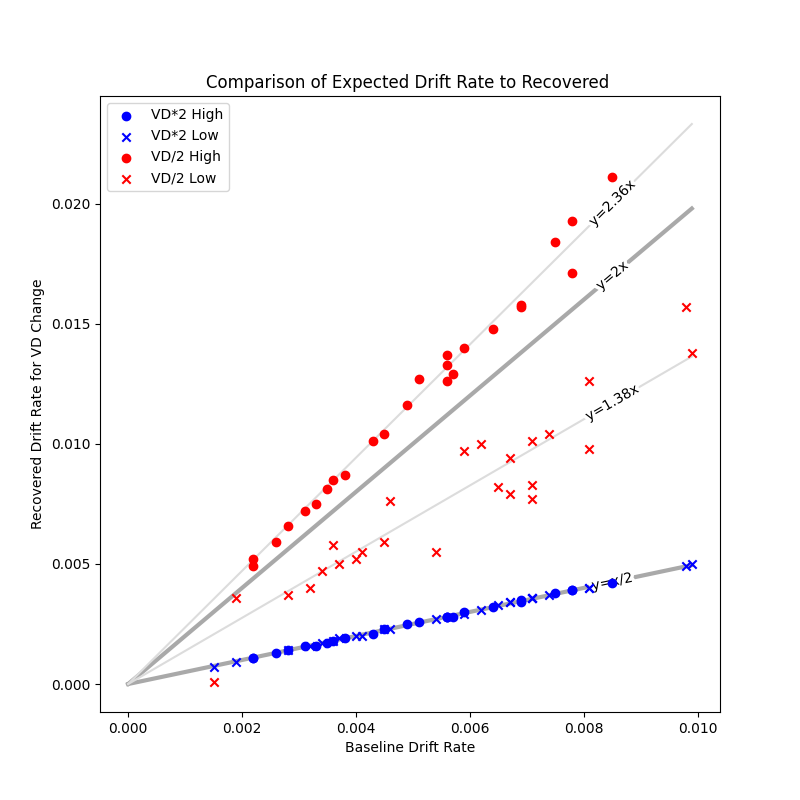 Comparison of Expected Drift Rate to Recovered
VD*2 High
VD*2 Low
VD/2 High
VD/2 Low
y=2.36x
y=2x
y=1.38x
y=x/2
0.020
0.015
0.010
0.005
0.000
Recovered Drift Rate for VD Change
0.000 0.002 0.004 0.006 0.008 0.010
Baseline Drift Rate